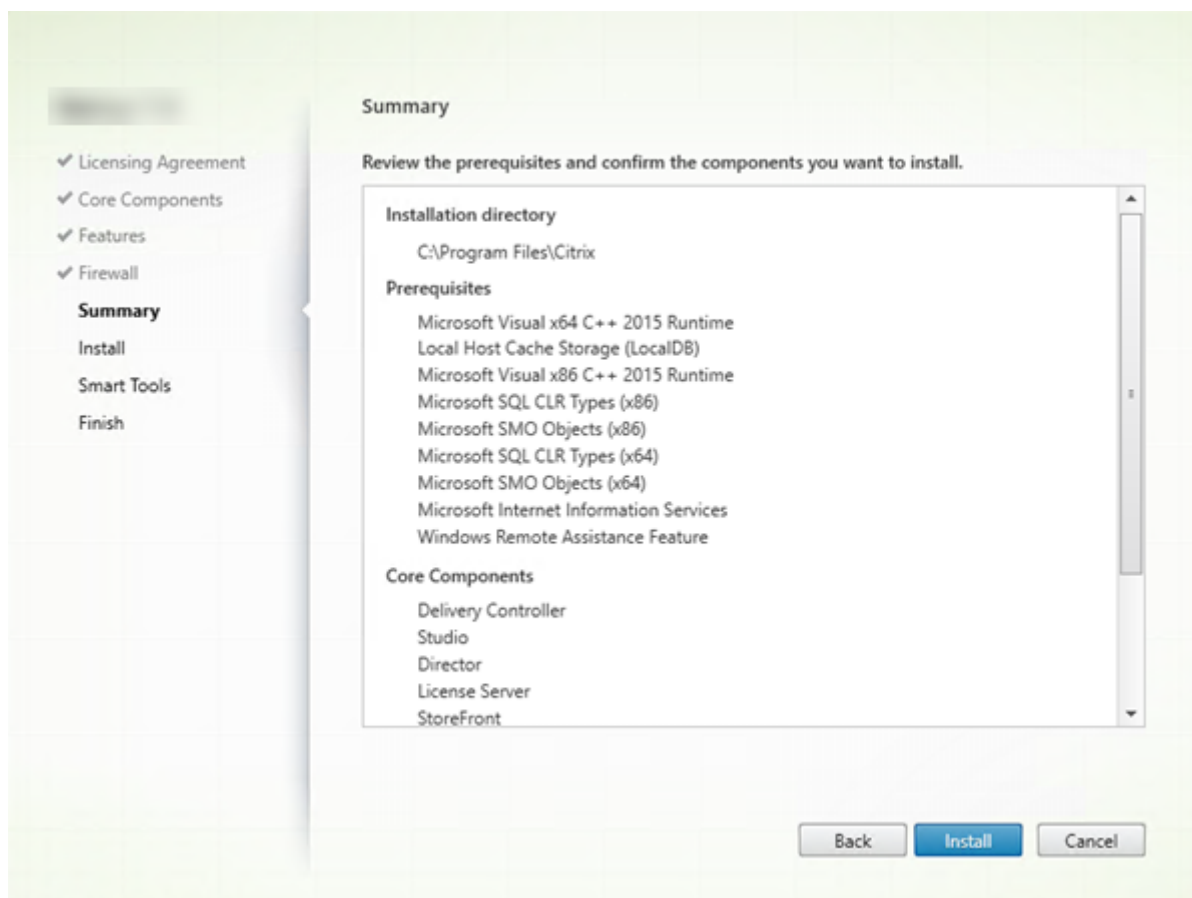 Summary
Review the prerequisites and confirm the components you want to install.
Licensing Agreement
Core Components
Features
Firewall
Summary
Install
Smart Tools
Finish
Installation directory
C:\Program Files\Citrix
Prerequisites
Microsoft Visual x64 C++ 2015 Runtime
Local Host Cache Storage (LocalDB)
Microsoft Visual x86 C++ 2015 Runtime
Microsoft SQL CLR Types (x86)
Microsoft SMO Objects (x86)
Microsoft SQL CLR Types (x64)
Microsoft SMO Objects (x64)
Microsoft Internet Information Services
Windows Remote Assistance Feature
Core Components
Delivery Controller
Studio
Director
License Server
StoreFront
Back
Install
Cancel